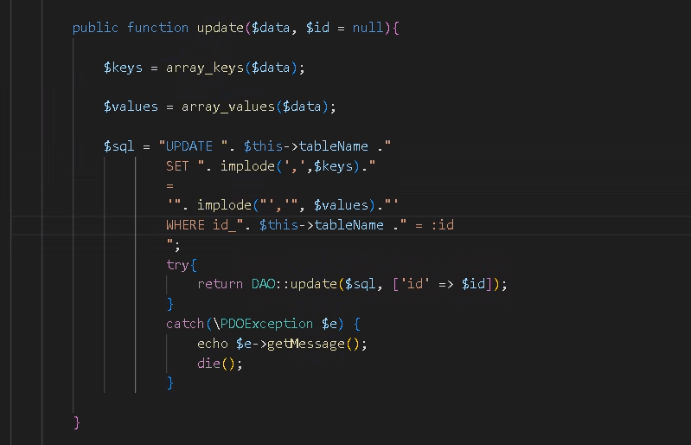 public function update($data, $id = null){
$keys = array_keys($data);
$values = array_values($data);
$sql = "UPDATE ". $this->tableName ."
SET ". implode(',',$keys)."
=
'". implode("','", $values)."'
WHERE id_". $this->tableName ." = :id
";
try{
return DAO::update($sql, ['id' => $id]);
}
catch(\PDOException $e) {
echo $e->getMessage();
die();
}
}